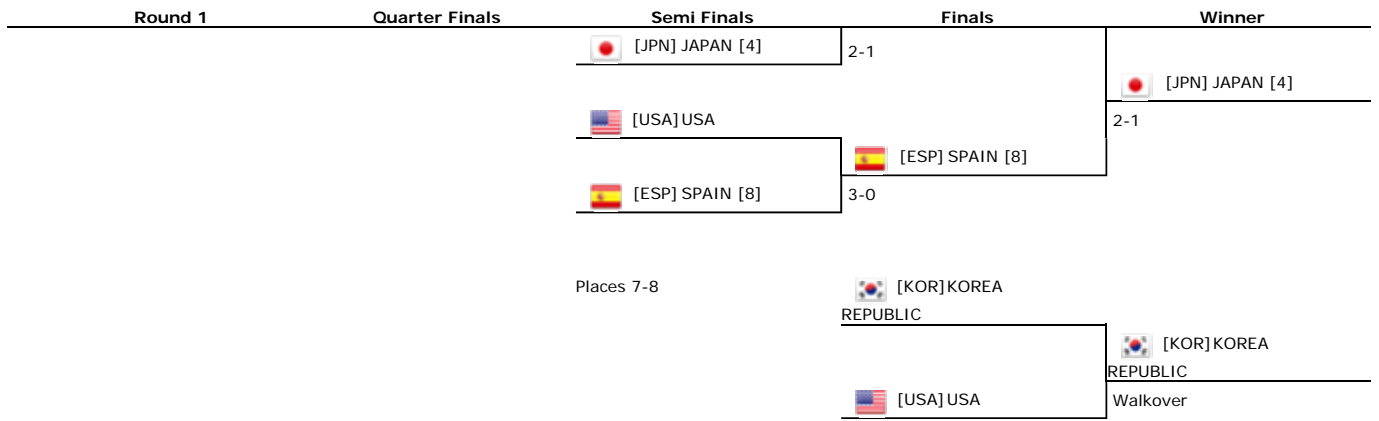 Round 1 Quarter Finals Semi Finals Finals Winner
[JPN] JAPAN [4] 2-1
[JPN] JAPAN [4]
[USA] USA 2-1
[ESP] SPAIN [8]
[ESP] SPAIN [8] 3-0
Places 7-8 [KOR] KOREA
REPUBLIC
[KOR] KOREA
REPUBLIC
[USA] USA Walkover